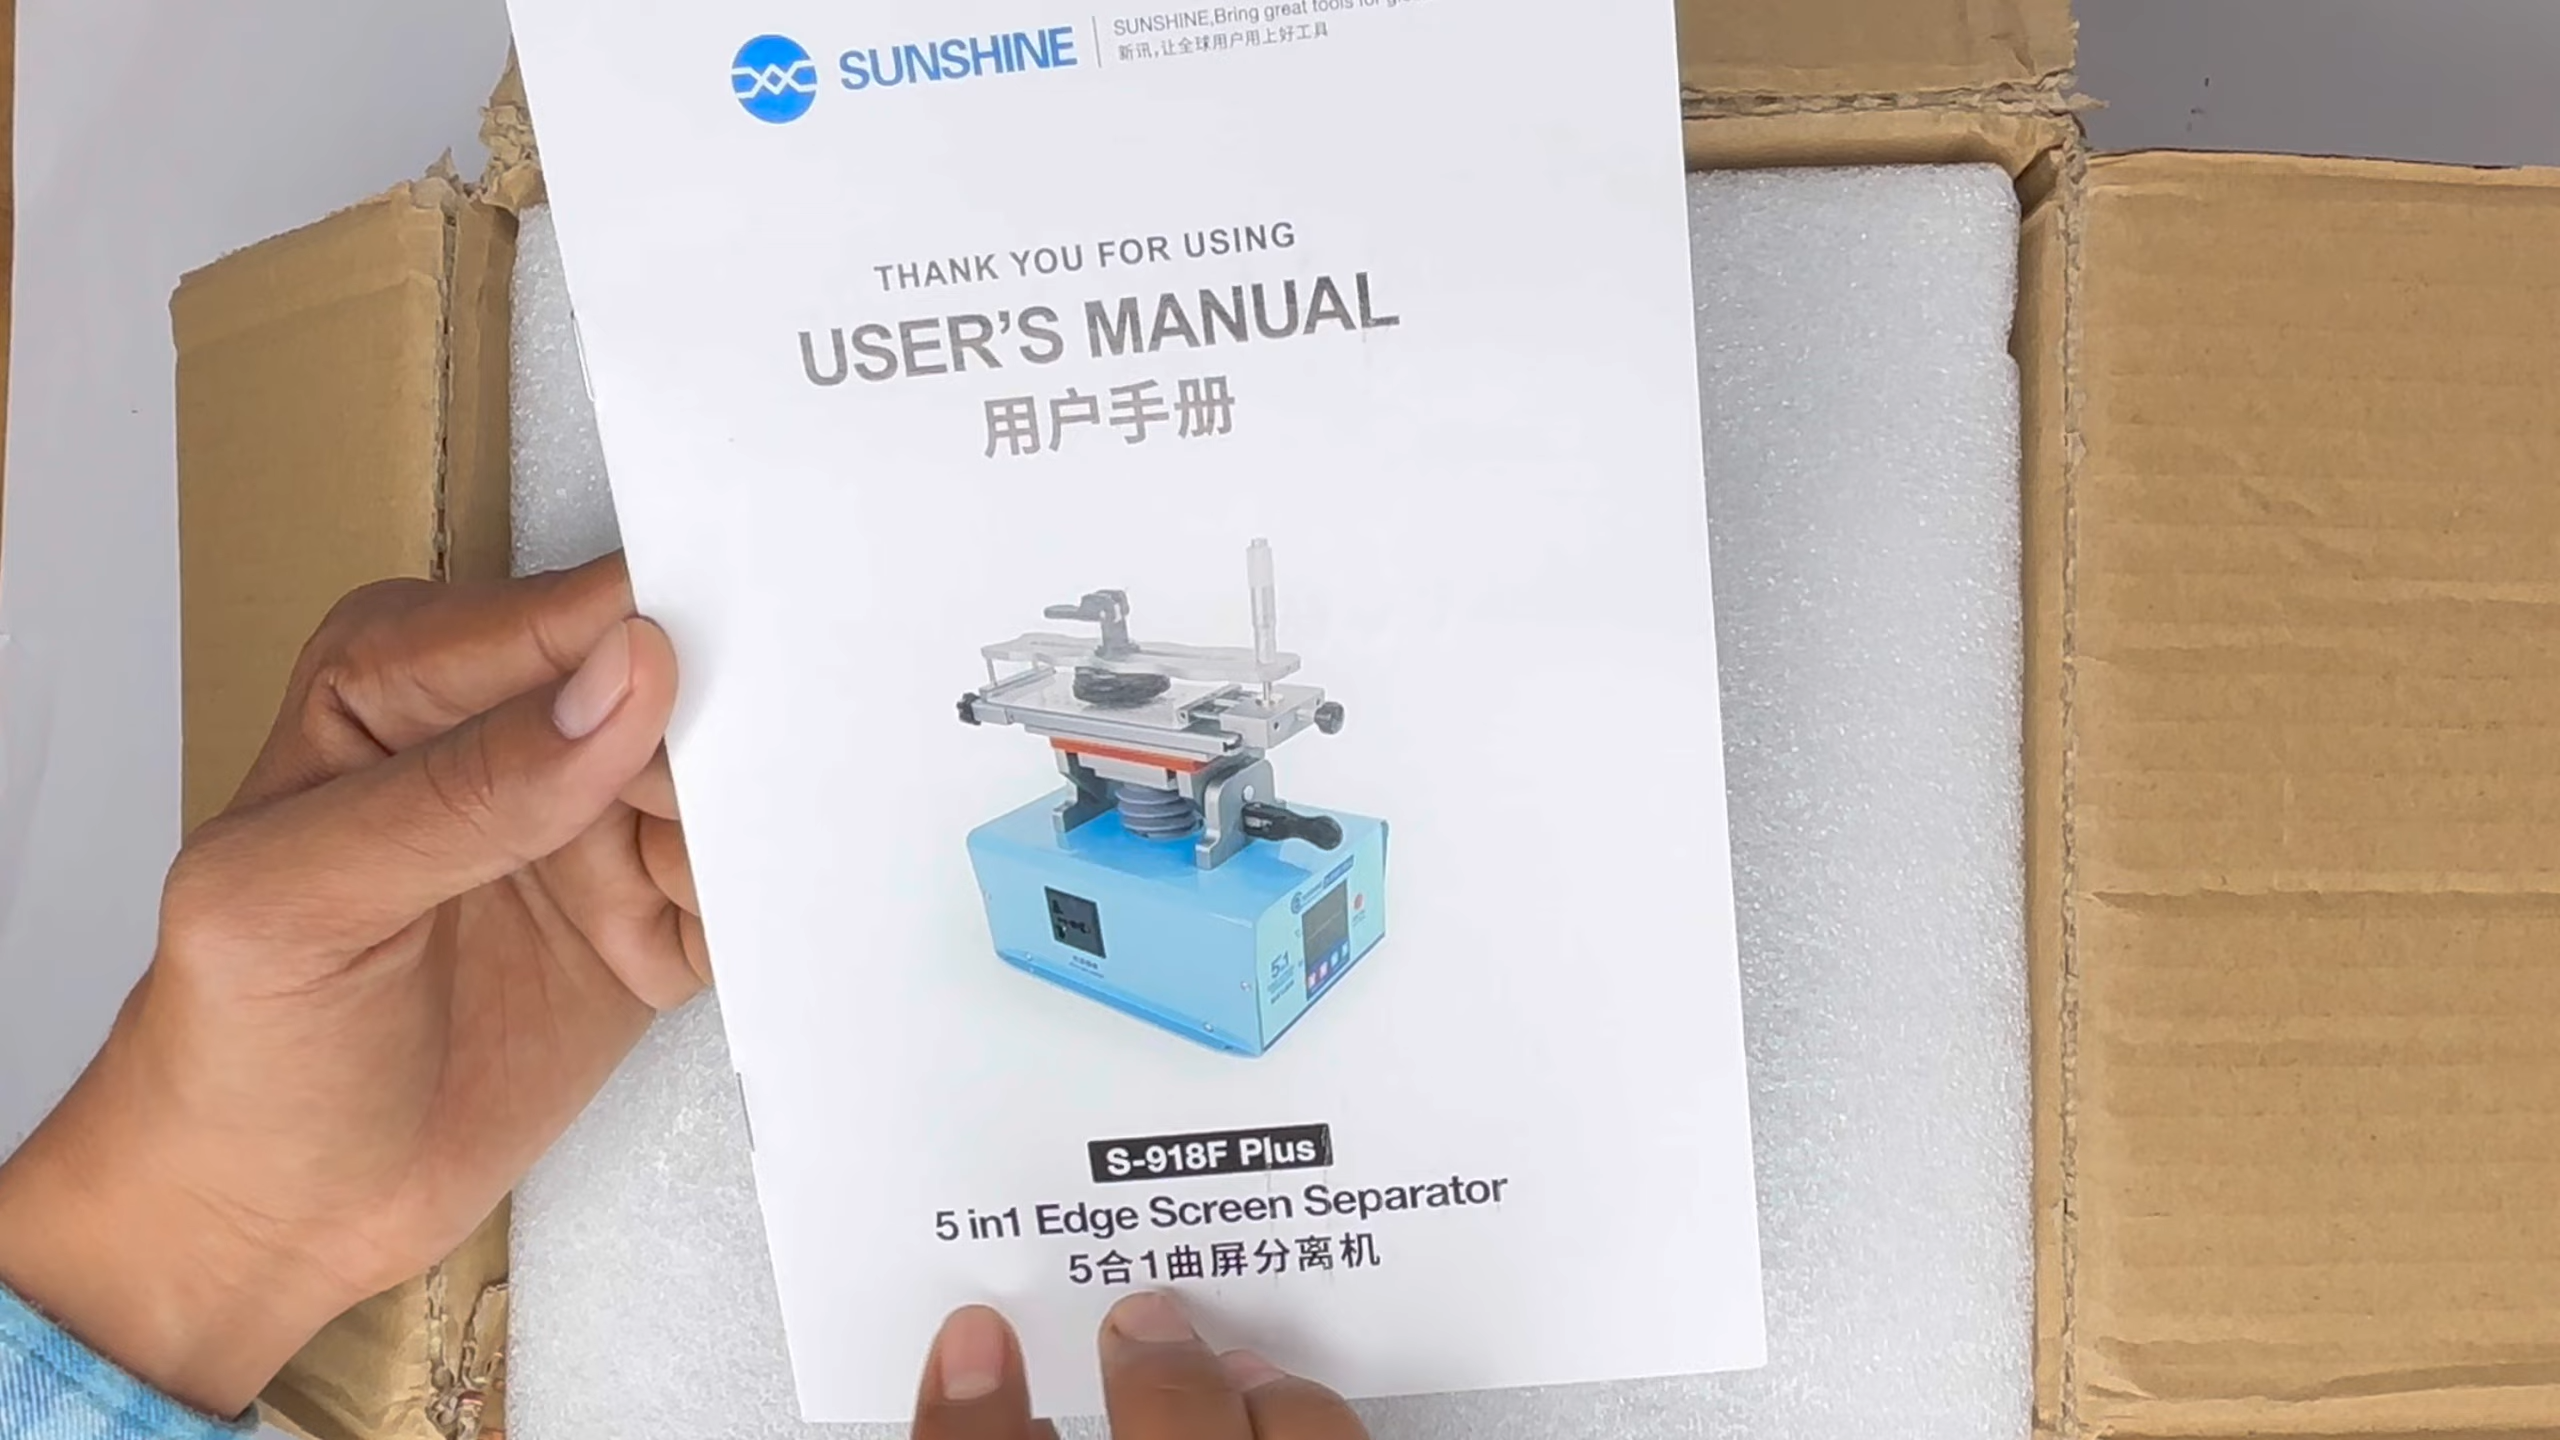 SUNSHINE
SUNSHINE,Bring great tools for
新讯,让全球用户用上好工具
THANK YOU FOR USING
USER'S MANUAL
用户手册
S-918F Plus
5 in1 Edge Screen Separator
5合1曲屏分离机